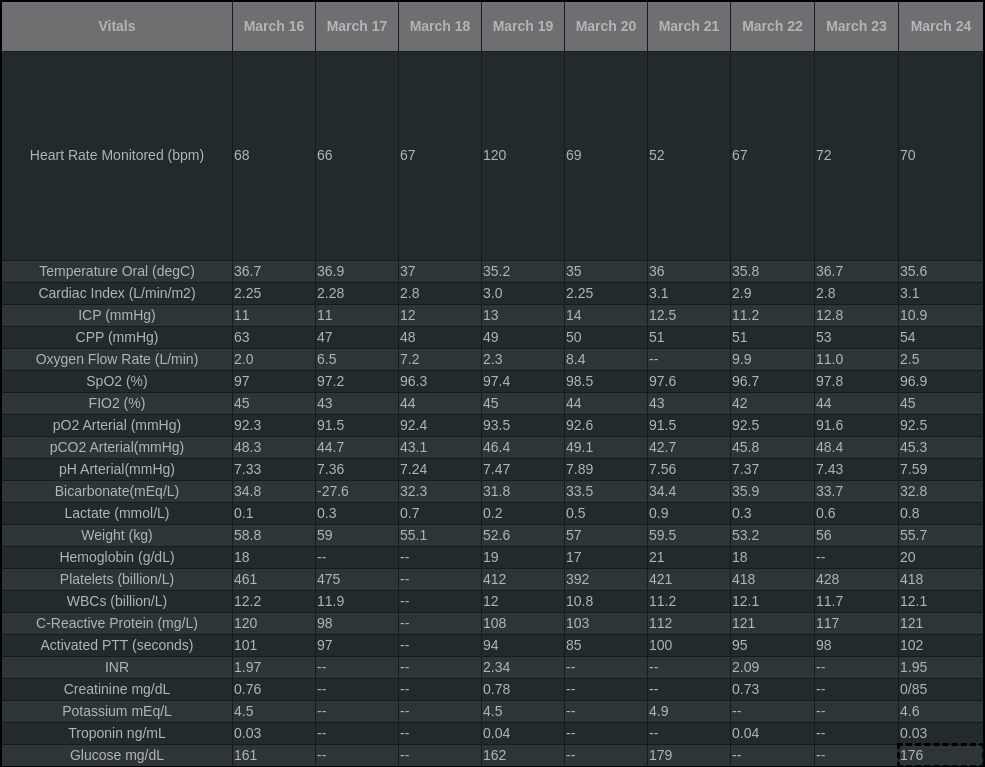 Vitals March 16 March 17 March 18 March 19 March 20 March 21 March 22 March 23 March 24
Heart Rate Monitored (bpm) 68 66 67 120 69 52 67 72 70
Temperature Oral (degC) 36.7 36.9 37 35.2 35 36 35.8 36.7 35.6
Cardiac Index (L/min/m2) 2.25 2.28 2.8 3.0 2.25 3.1 2.9 2.8 3.1
ICP (mmHg) 11 11 12 13 14 12.5 11.2 12.8 10.9
CPP (mmHg) 63 47 48 49 50 51 51 53 54
Oxygen Flow Rate (L/min) 2.0 6.5 7.2 2.3 8.4 -- 9.9 11.0 2.5
SpO2 (%) 97 97.2 96.3 97.4 98.5 97.6 96.7 97.8 96.9
FIO2 (%) 45 43 44 45 44 43 42 44 45
pO2 Arterial (mmHg) 92.3 91.5 92.4 93.5 92.6 91.5 92.5 91.6 92.5
pCO2 Arterial(mmHg) 48.3 44.7 43.1 46.4 49.1 42.7 45.8 48.4 45.3
pH Arterial(mmHg) 7.33 7.36 7.24 7.47 7.89 7.56 7.37 7.43 7.59
Bicarbonate(mEq/L) 34.8 -27.6 32.3 31.8 33.5 34.4 35.9 33.7 32.8
Lactate (mmol/L) 0.1 0.3 0.7 0.2 0.5 0.9 0.3 0.6 0.8
Weight (kg) 58.8 59 55.1 52.6 57 59.5 53.2 56 55.7
Hemoglobin (g/dL) 18 -- -- 19 17 21 18 -- 20
Platelets (billion/L) 461 475 -- 412 392 421 418 428 418
WBCs (billion/L) 12.2 11.9 -- 12 10.8 11.2 12.1 11.7 12.1
C-Reactive Protein (mg/L) 120 98 -- 108 103 112 121 117 121
Activated PTT (seconds) 101 97 -- 94 85 100 95 98 102
INR 1.97 -- -- 2.34 -- -- 2.09 -- 1.95
Creatinine mg/dL 0.76 -- -- 0.78 -- -- 0.73 -- 0/85
Potassium mEq/L 4.5 -- -- 4.5 -- 4.9 -- -- 4.6
Troponin ng/mL 0.03 -- -- 0.04 -- -- 0.04 -- 0.03
Glucose mg/dL 161 -- -- 162 -- 179 -- -- 176